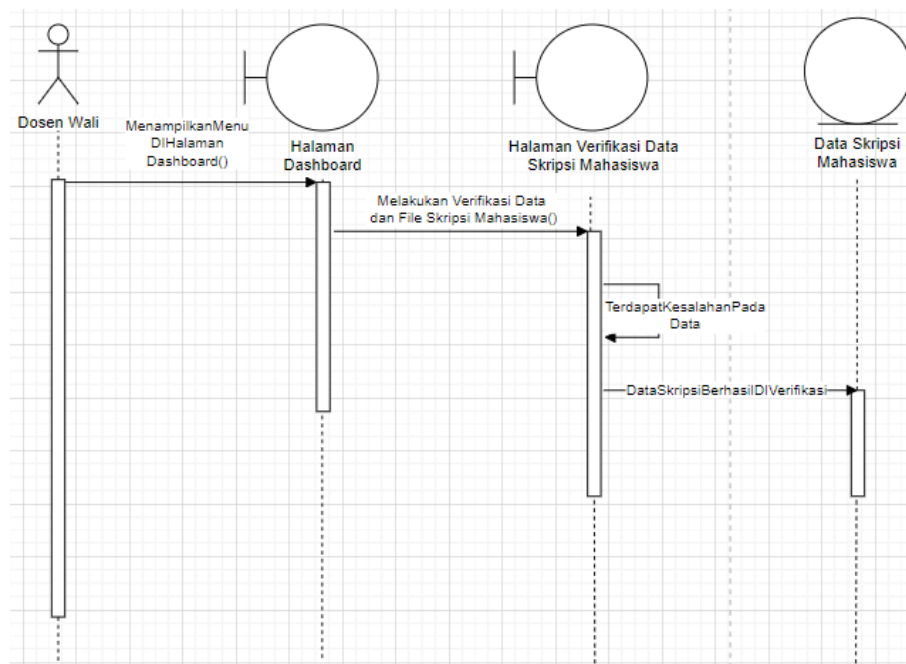 Dosen Wali
MenampilkanMenu
DIHalaman
Dashboard()
Halaman
Dashboard
Halaman Verifikasi Data
Skripsi Mahasiswa
Data Skripsi
Mahasiswa
Melakukan Verifikasi Data
dan File Skripsi Mahasiswa()
TerdapatKesalahanPada
Data
DataSkripsiBerhasilDIVerifikasi